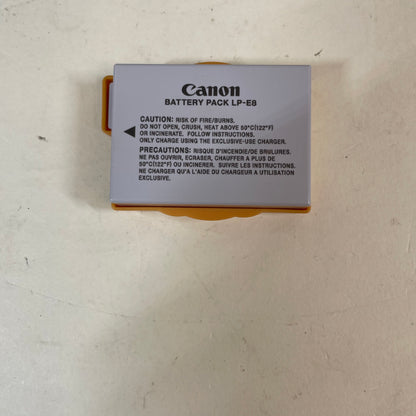 Canon
BATTERY PACK LP-E8
CAUTION: RISK OF FIRE/BURNS.
DO NOT OPEN, CRUSH, HEAT ABOVE 50°C(122°F)
OR INCINERATE. FOLLOW INSTRUCTIONS.
ONLY CHARGE USING THE EXCLUSIVE-USE CHARGER.
PRECAUTIONS: RISQUE D'INCENDIE/DE BRULURES.
NE PAS OUVRIR, ECRASER, CHAUFFER A PLUS DE
50°C(122°F) OU INCINERER. SUIVRE LES INSTRUCTIONS.
NE CHARGER QU'A L'AIDE DU CHARGEUR A UTILISATION
EXCLUSIVE.